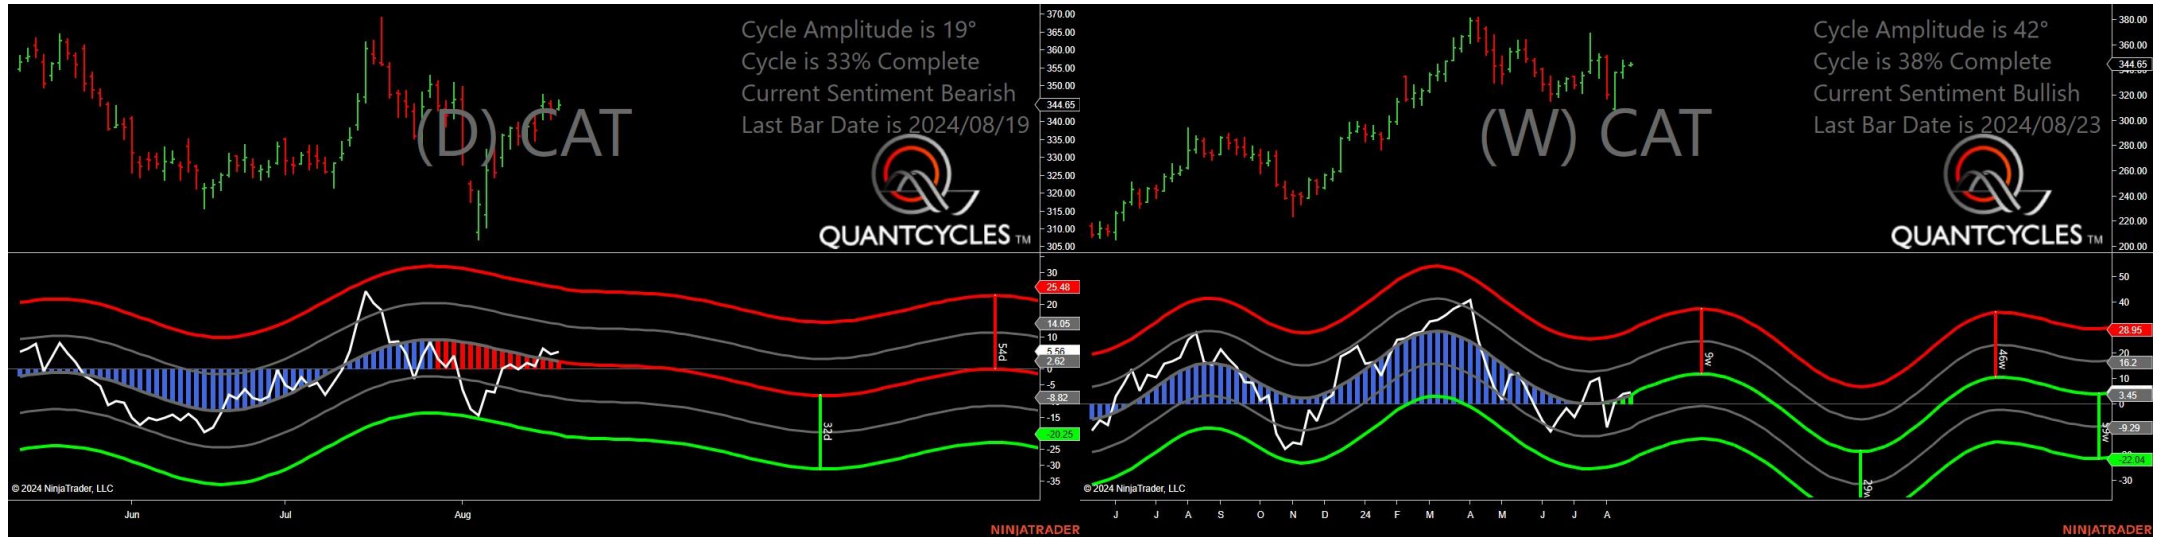 Cycle Amplitude is 19°
Cycle is 33% Complete
Current Sentiment Bearish
Last Bar Date is 2024/08/19
(D) CAT
QUANTCYCLES TM
370.00
365.00
360.00
355.00
350.00
344.65
340.00
335.00
330.00
325.00
320.00
315.00
310.00
305.00
30
25.48
20
14.05
10
5.56
2.62
0
-5
-8.82
-15
-20.25
-25
-30
-35
54d
32d
© 2024 NinjaTrader, LLC
Jun Jul Aug
NINJATRADER
Cycle Amplitude is 42°
Cycle is 38% Complete
Current Sentiment Bullish
Last Bar Date is 2024/08/23
(W) CAT
QUANTCYCLES TM
380.00
360.00
344.65
320.00
300.00
280.00
260.00
240.00
220.00
200.00
50
40
28.95
20
16.2
10
3.45
0
-9.29
-22.04
-30
9w
46w
29w
© 2024 NinjaTrader, LLC
J J A S O N D 24 F M A M J J A
NINJATRADER